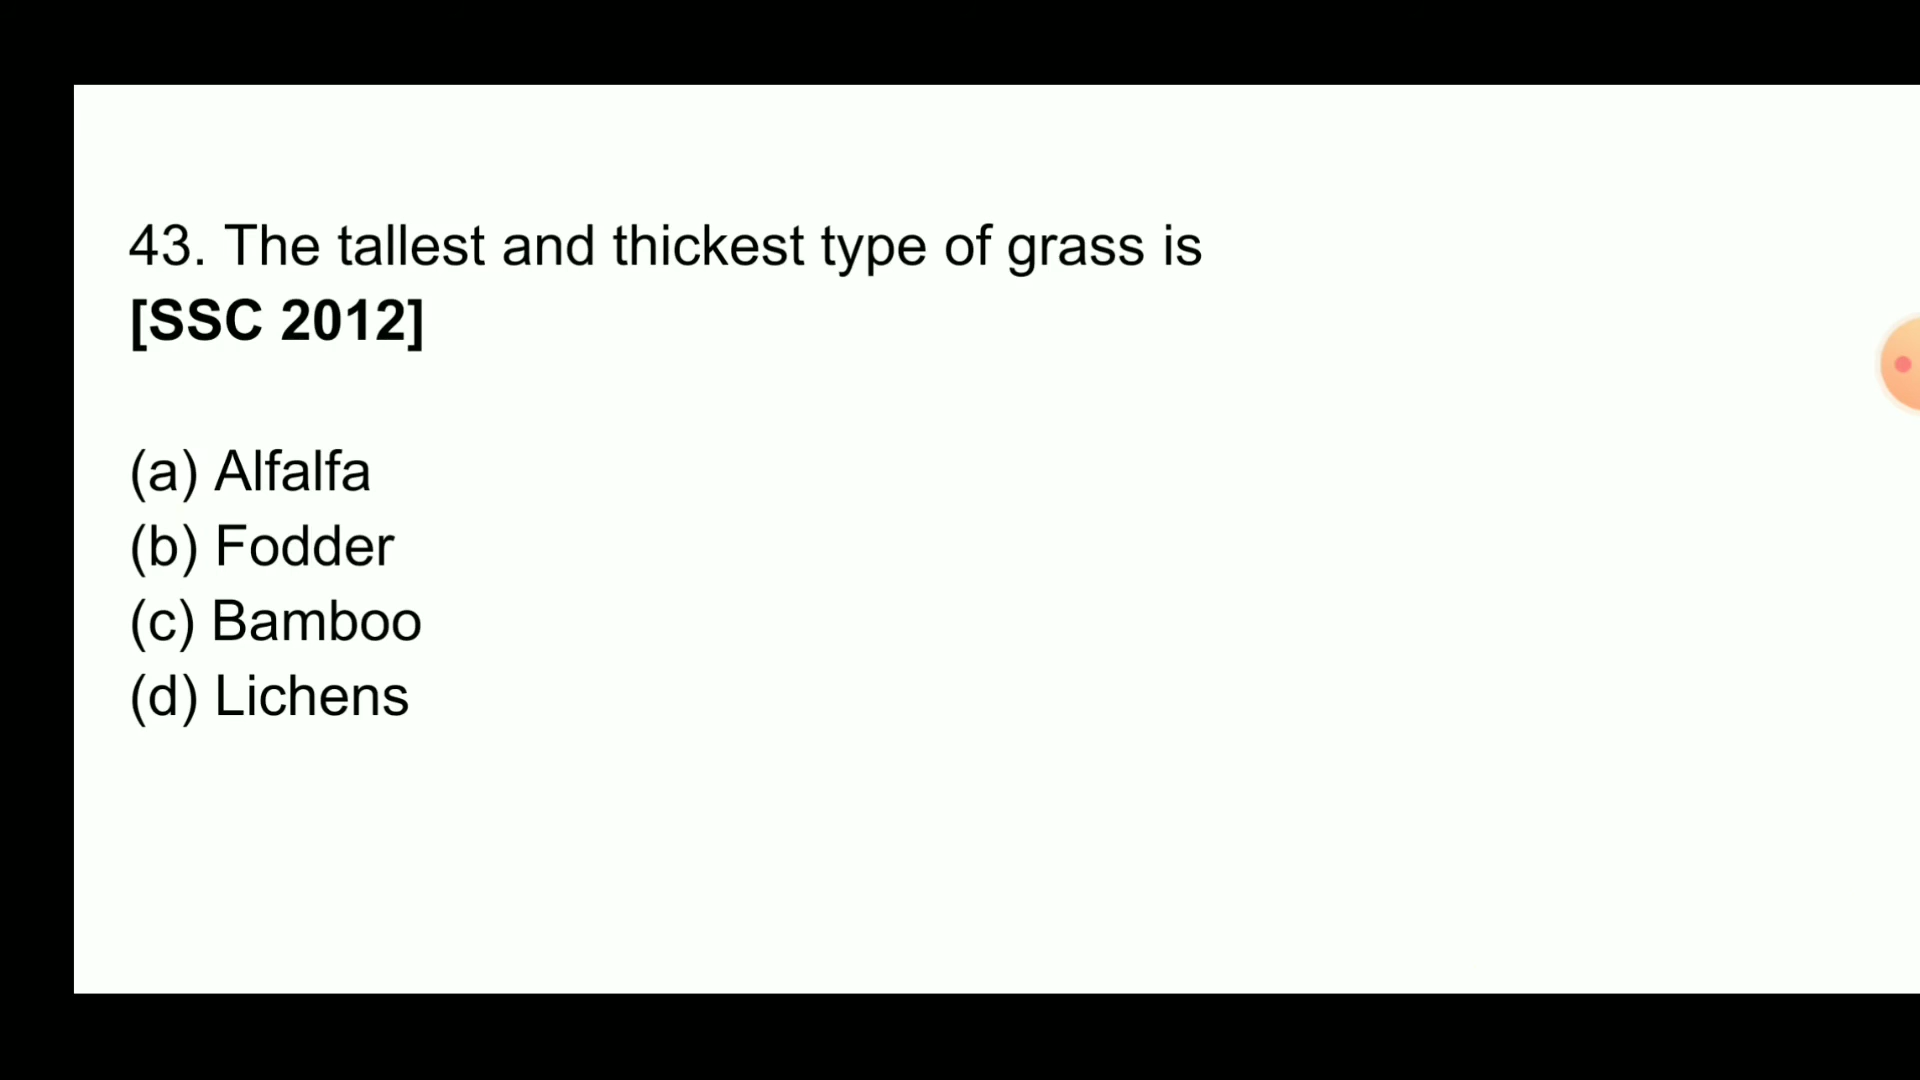 43. The tallest and thickest type of grass is
[SSC 2012]
(a) Alfalfa
(b) Fodder
(c) Bamboo
(d) Lichens